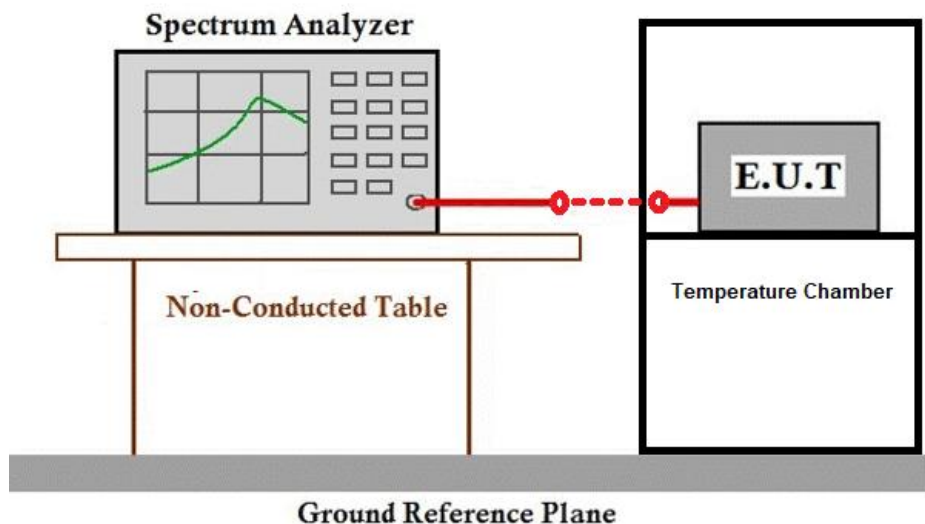 Spectrum Analyzer
E.U.T
Non-Conducted Table
Temperature Chamber
Ground Reference Plane